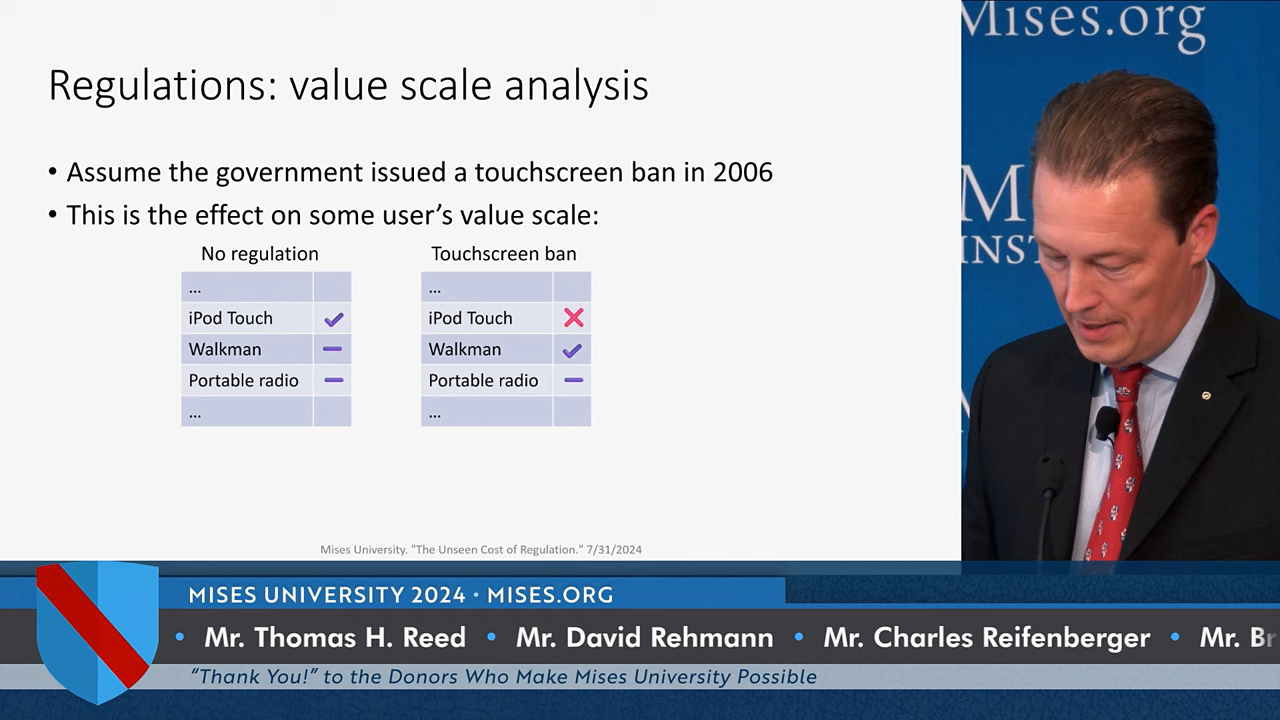 Regulations: value scale analysis
• Assume the government issued a touchscreen ban in 2006
• This is the effect on some user's value scale:
No regulation
...
iPod Touch
Walkman
Portable radio
...
Touchscreen ban
...
iPod Touch
Walkman
Portable radio
...
Mises University. "The Unseen Cost of Regulation." 7/31/2024
Mises.org
MISES UNIVERSITY 2024 • MISES.ORG
• Mr. Thomas H. Reed • Mr. David Rehmann • Mr. Charles Reifenberger • Mr.
“Thank You!” to the Donors Who Make Mises University Possible